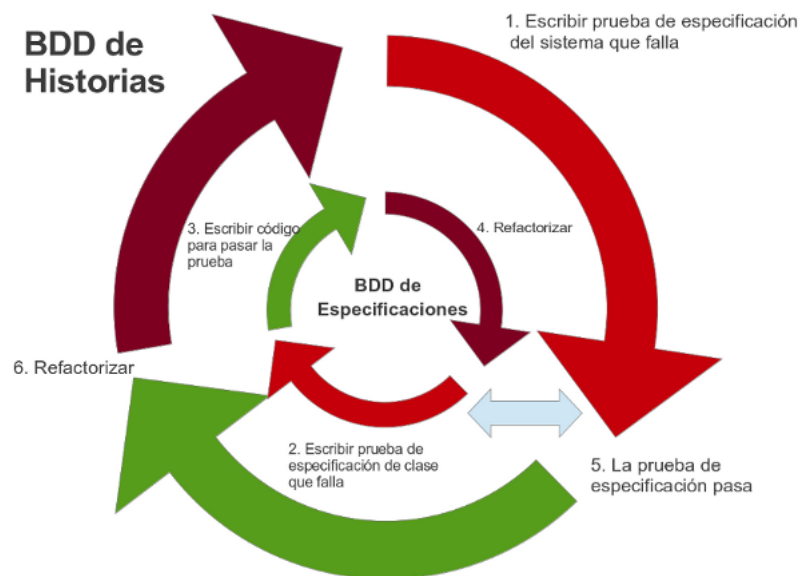 BDD de
Historias
1. Escribir prueba de especificación
del sistema que falla
3. Escribir código
para pasar la
prueba
4. Refactorizar
BDD de
Especificaciones
6. Refactorizar
2. Escribir prueba de
especificación de clase
que falla
5. La prueba de
especificación pasa